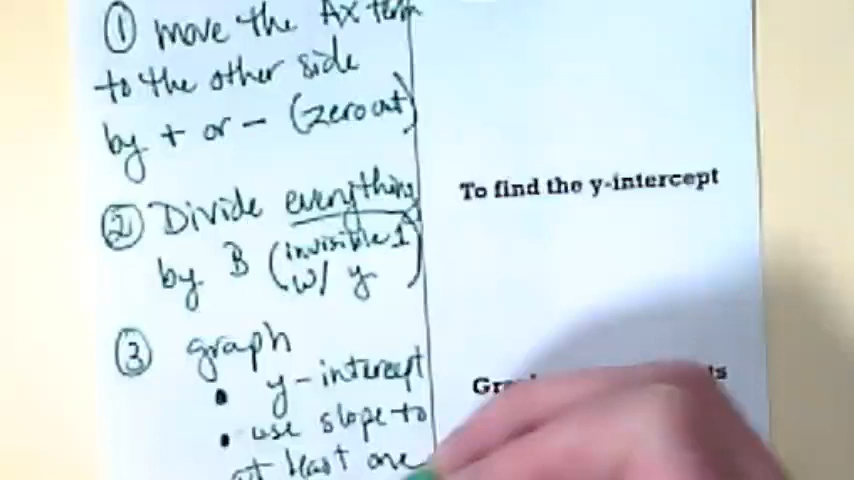 ① move the Ax term
to the other side
by + or - (zero out)
② Divide everything
by B (invisible 1
w/ y)
③ graph
• y-intercept
• use slope to
at least one
To find the y-intercept